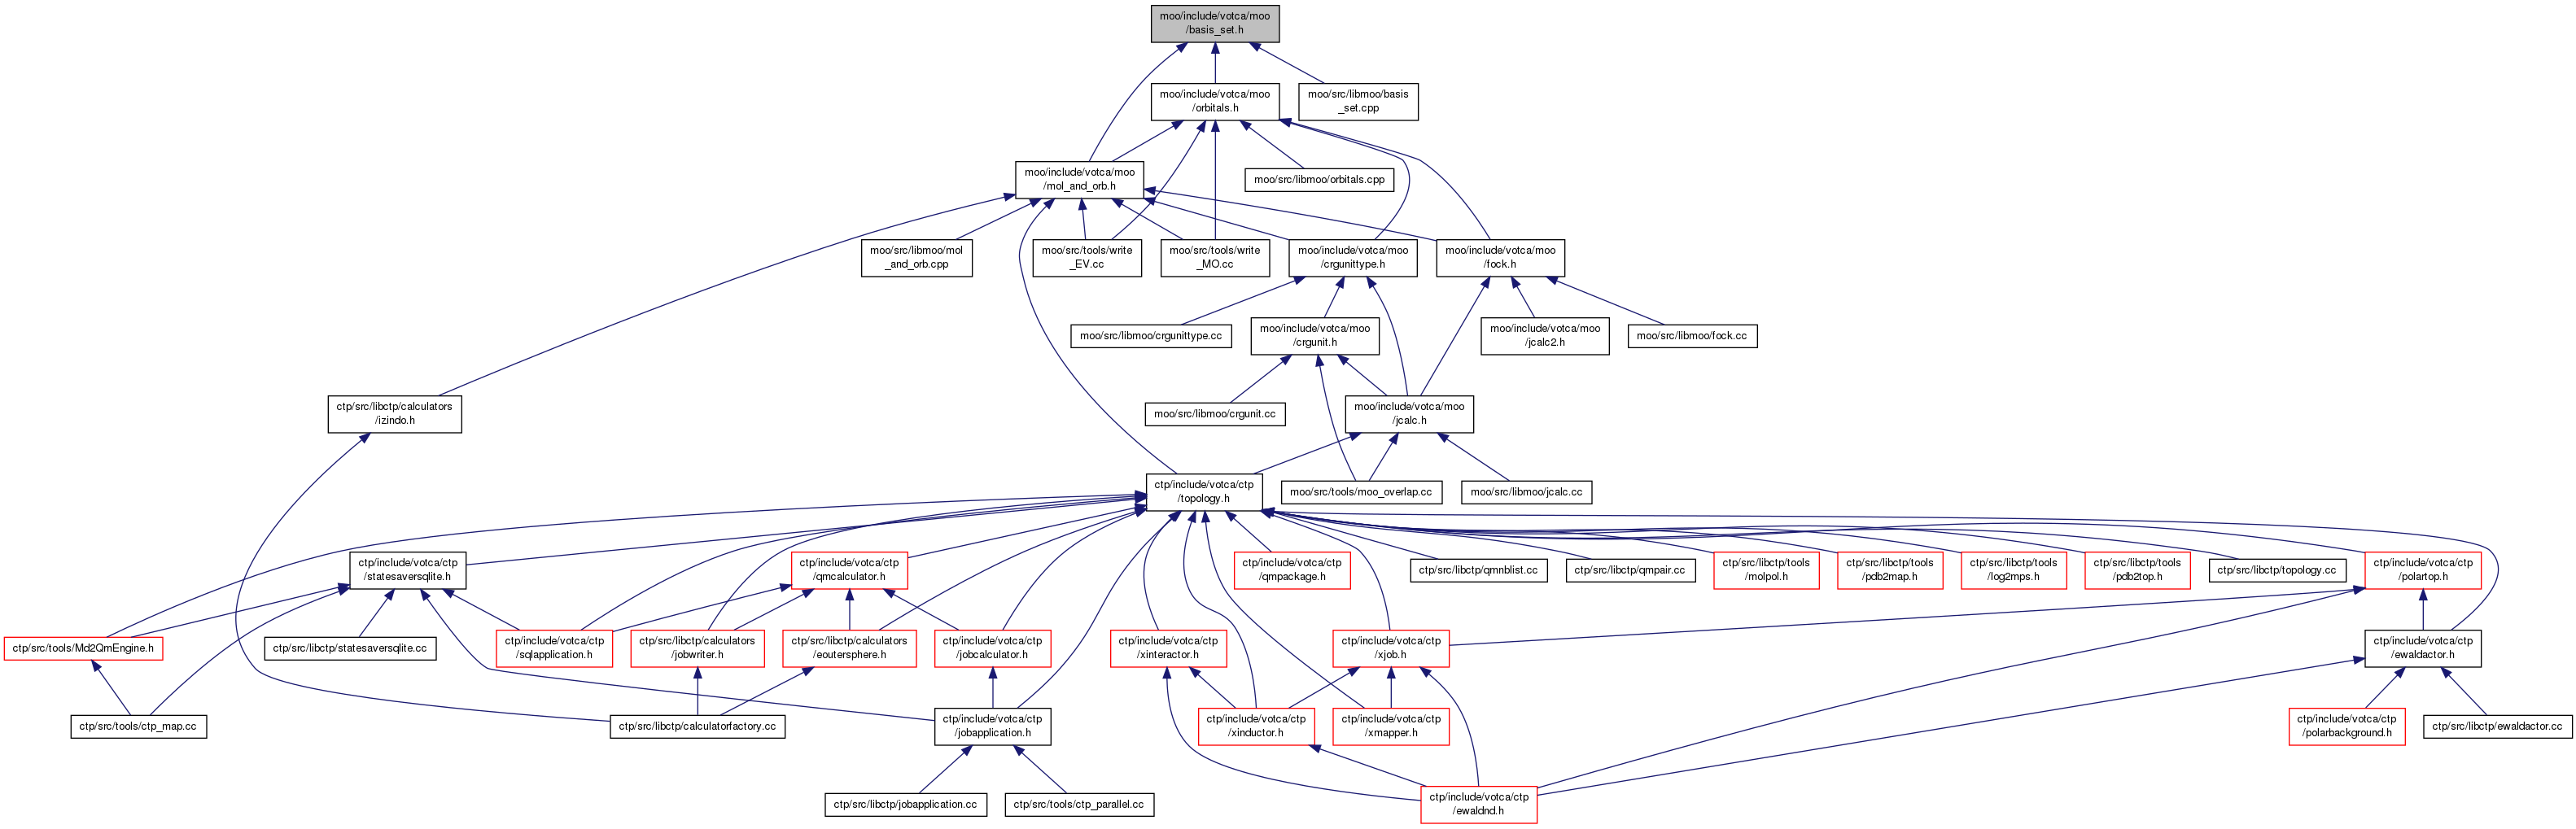 moo/include/votca/moo
/basis_set.h
moo/include/votca/moo
/orbitals.h
moo/src/libmoo/basis
_set.cpp
moo/include/votca/moo
/mol_and_orb.h
moo/src/libmoo/orbitals.cpp
moo/src/libmoo/mol
_and_orb.cpp
moo/src/tools/write
_EV.cc
moo/src/tools/write
_MO.cc
moo/include/votca/moo
/crgunittype.h
moo/include/votca/moo
/fock.h
moo/src/libmoo/crgunittype.cc
moo/include/votca/moo
/crgunit.h
moo/include/votca/moo
/jcalc2.h
moo/src/libmoo/fock.cc
ctp/src/libctp/calculators
/izindo.h
moo/src/libmoo/crgunit.cc
moo/include/votca/moo
/jcalc.h
ctp/include/votca/ctp
/topology.h
moo/src/tools/moo_overlap.cc
moo/src/libmoo/jcalc.cc
ctp/include/votca/ctp
/statesaversqlite.h
ctp/include/votca/ctp
/qmcalculator.h
ctp/include/votca/ctp
/qmpackage.h
ctp/src/libctp/qmnblist.cc
ctp/src/libctp/qmpair.cc
ctp/src/libctp/tools
/molpol.h
ctp/src/libctp/tools
/pdb2map.h
ctp/src/libctp/tools
/log2mps.h
ctp/src/libctp/tools
/pdb2top.h
ctp/src/libctp/topology.cc
ctp/include/votca/ctp
/polartop.h
ctp/src/tools/Md2QmEngine.h
ctp/src/libctp/statesaversqlite.cc
ctp/include/votca/ctp
/sqlapplication.h
ctp/src/libctp/calculators
/jobwriter.h
ctp/src/libctp/calculators
/eoutersphere.h
ctp/include/votca/ctp
/jobcalculator.h
ctp/include/votca/ctp
/xinteractor.h
ctp/include/votca/ctp
/xjob.h
ctp/include/votca/ctp
/ewaldactor.h
ctp/src/tools/ctp_map.cc
ctp/src/libctp/calculatorfactory.cc
ctp/include/votca/ctp
/jobapplication.h
ctp/include/votca/ctp
/xinductor.h
ctp/include/votca/ctp
/xmapper.h
ctp/include/votca/ctp
/polarbackground.h
ctp/src/libctp/ewaldactor.cc
ctp/src/libctp/jobapplication.cc
ctp/src/tools/ctp_parallel.cc
ctp/include/votca/ctp
/ewaldnd.h